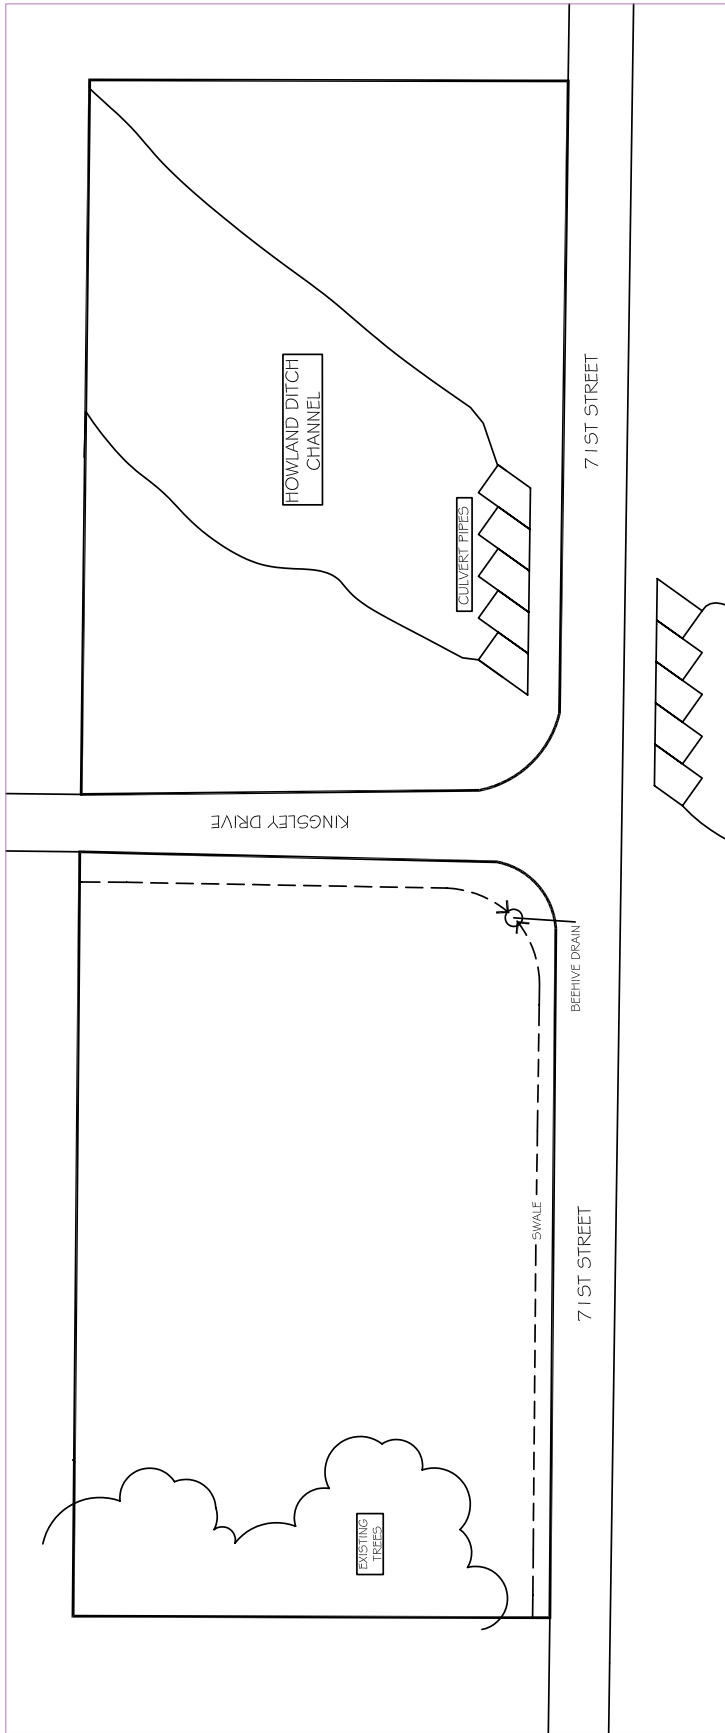 HOWLAND DITCH
CHANNEL
71ST STREET
CULVERT PIPES
KINGSLEY DRIVE
BEEHIVE DRAIN
SWALE
71ST STREET
EXISTING
TREES